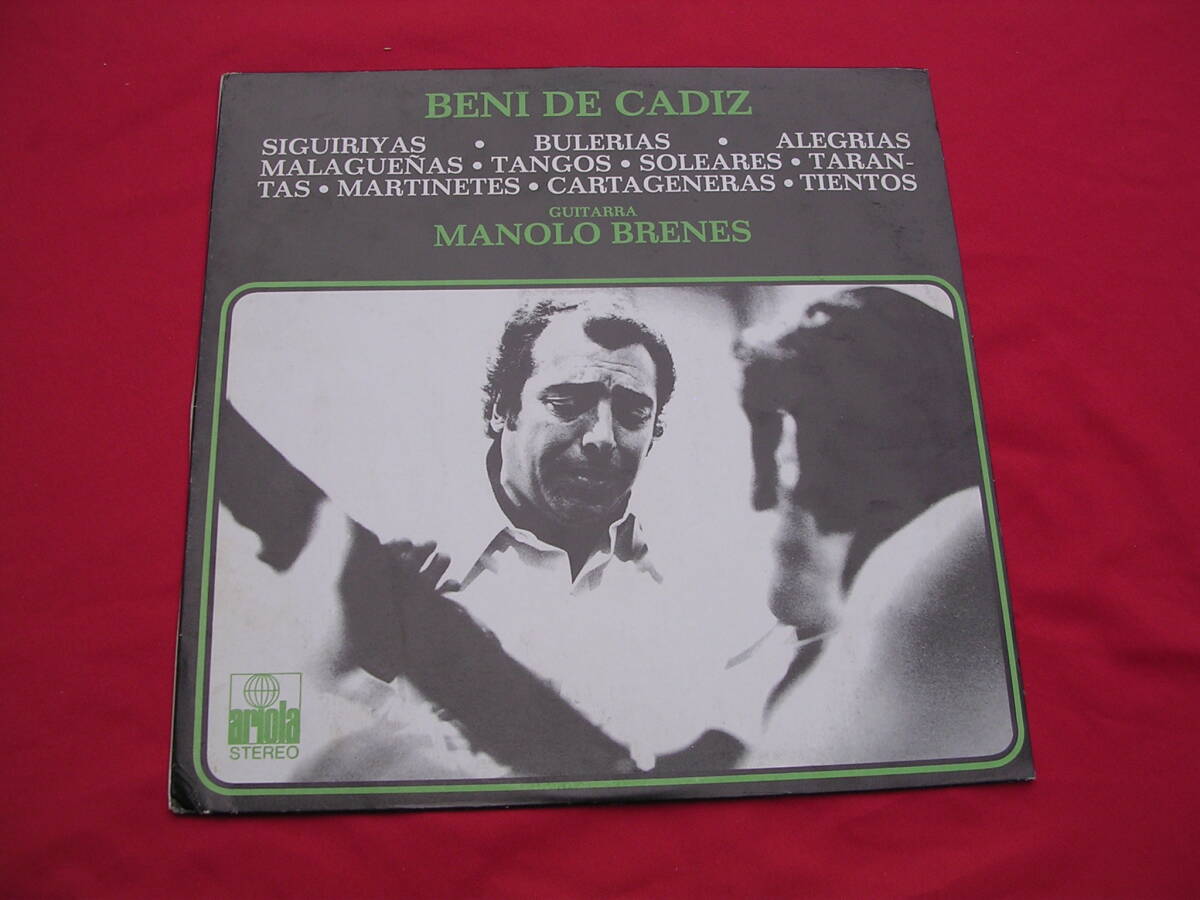 BENI DE CADIZ
SIGUIRIYAS • BULERIAS • ALEGRIAS
MALAGUEÑAS • TANGOS • SOLEARES • TARAN-
TAS • MARTINETES • CARTAGENERAS • TIENTOS
GUITARRA
MANOLO BRENES
ariola
STEREO